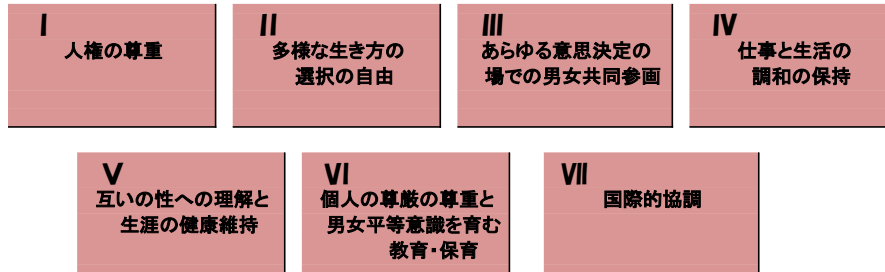 I
人権の尊重
II
多様な生き方の
選択の自由
III
あらゆる意思決定の
場での男女共同参画
IV
仕事と生活の
調和の保持
V
互いの性への理解と
生涯の健康維持
VI
個人の尊厳の尊重と
男女平等意識を育む
教育・保育
VII
国際的協調